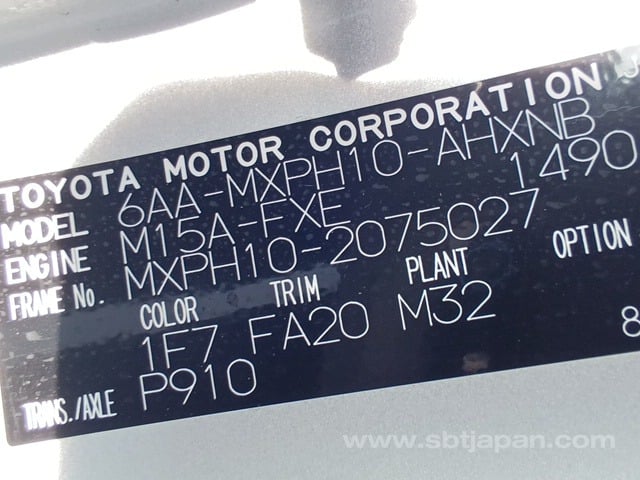 TOYOTA MOTOR CORPORATION J
MODEL 6AA-MXPH10-AHXNB
ENGINE M15A-FXE 1490
FRAME No. MXPH10-2075027
COLOR TRIM PLANT OPTION
1F7 FA20 M32
TRANS./AXLE P910 8
www.sbtjapan.com